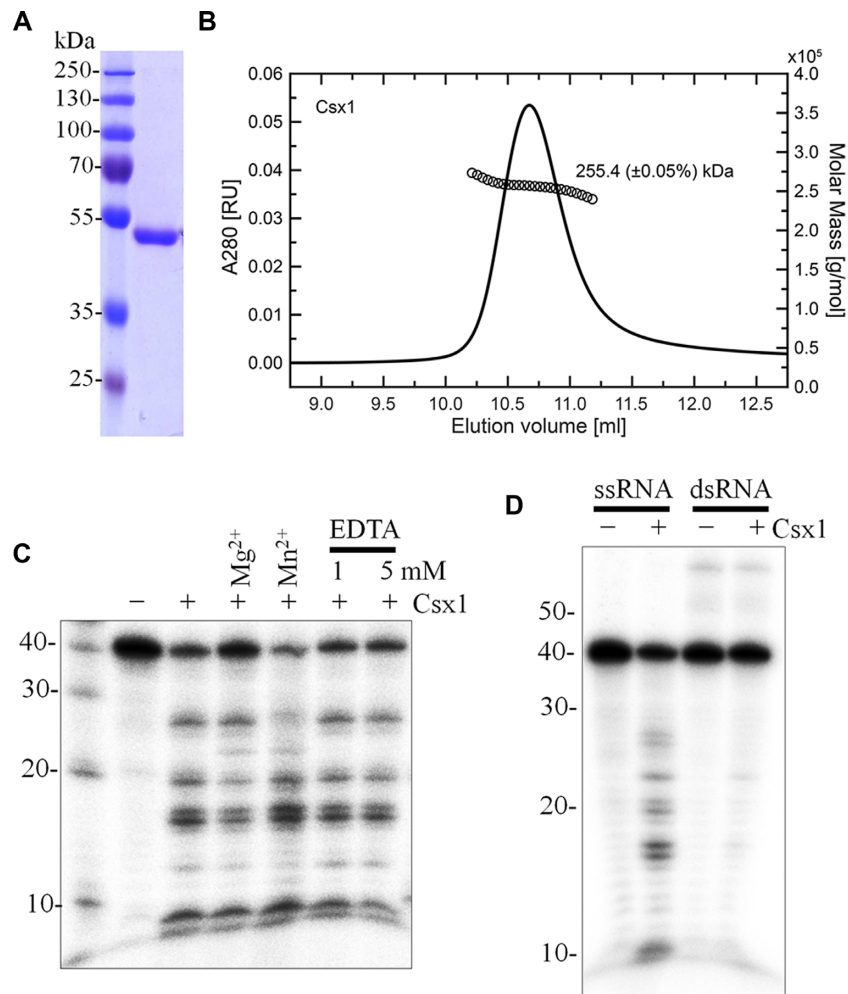 A
kDa
250-
130-
100-
70-
55-
35-
25-
B
x10⁵
0.06
0.05
0.04
0.03
0.02
0.01
0.00
A280 [RU]
Csx1
255.4 (±0.05%) kDa
4.0
3.5
3.0
2.5
2.0
1.5
1.0
0.5
0.0
Molar Mass [g/mol]
9.0 9.5 10.0 10.5 11.0 11.5 12.0 12.5
Elution volume [ml]
C
Mg²⁺
Mn²⁺
EDTA
1 5 mM
− + + + + + Csx1
40-
30-
20-
10-
D
ssRNA dsRNA
− + − + Csx1
50-
40-
30-
20-
10-